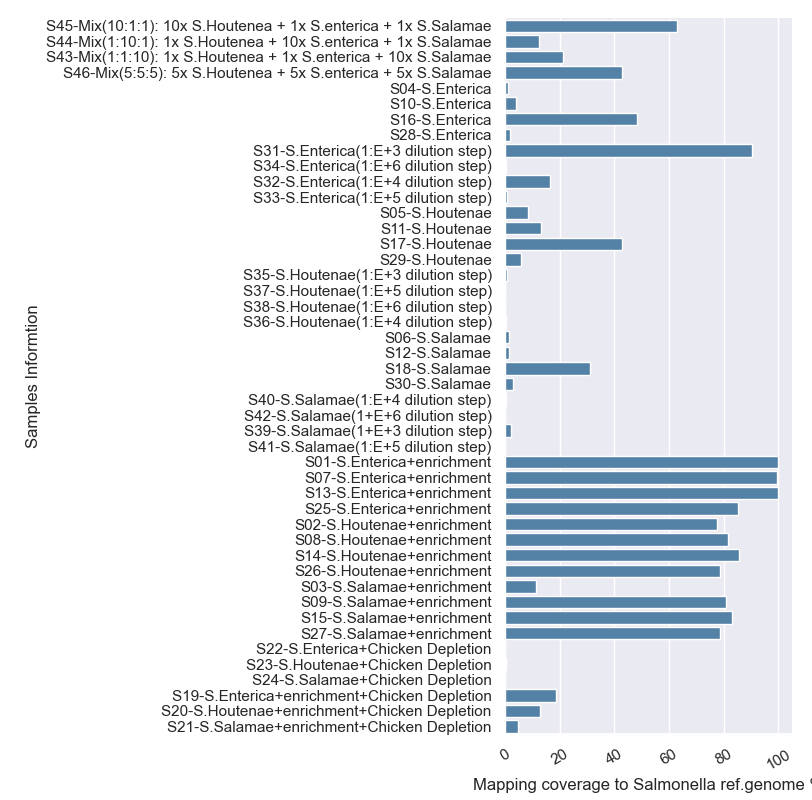 S45-Mix(10:1:1): 10x S.Houtenea + 1x S.enterica + 1x S.Salamae
S44-Mix(1:10:1): 1x S.Houtenea + 10x S.enterica + 1x S.Salamae
S43-Mix(1:1:10): 1x S.Houtenea + 1x S.enterica + 10x S.Salamae
S46-Mix(5:5:5): 5x S.Houtenea + 5x S.enterica + 5x S.Salamae
S04-S.Enterica
S10-S.Enterica
S16-S.Enterica
S28-S.Enterica
S31-S.Enterica(1:E+3 dilution step)
S34-S.Enterica(1:E+6 dilution step)
S32-S.Enterica(1:E+4 dilution step)
S33-S.Enterica(1:E+5 dilution step)
S05-S.Houtenae
S11-S.Houtenae
S17-S.Houtenae
S29-S.Houtenae
S35-S.Houtenae(1:E+3 dilution step)
S37-S.Houtenae(1:E+5 dilution step)
S38-S.Houtenae(1:E+6 dilution step)
S36-S.Houtenae(1:E+4 dilution step)
S06-S.Salamae
S12-S.Salamae
S18-S.Salamae
S30-S.Salamae
S40-S.Salamae(1:E+4 dilution step)
S42-S.Salamae(1+E+6 dilution step)
S39-S.Salamae(1+E+3 dilution step)
S41-S.Salamae(1:E+5 dilution step)
S01-S.Enterica+enrichment
S07-S.Enterica+enrichment
S13-S.Enterica+enrichment
S25-S.Enterica+enrichment
S02-S.Houtenae+enrichment
S08-S.Houtenae+enrichment
S14-S.Houtenae+enrichment
S26-S.Houtenae+enrichment
S03-S.Salamae+enrichment
S09-S.Salamae+enrichment
S15-S.Salamae+enrichment
S27-S.Salamae+enrichment
S22-S.Enterica+Chicken Depletion
S23-S.Houtenae+Chicken Depletion
S24-S.Salamae+Chicken Depletion
S19-S.Enterica+enrichment+Chicken Depletion
S20-S.Houtenae+enrichment+Chicken Depletion
S21-S.Salamae+enrichment+Chicken Depletion
Samples Informtion
0 20 40 60 80 100
Mapping coverage to Salmonella ref.genome %